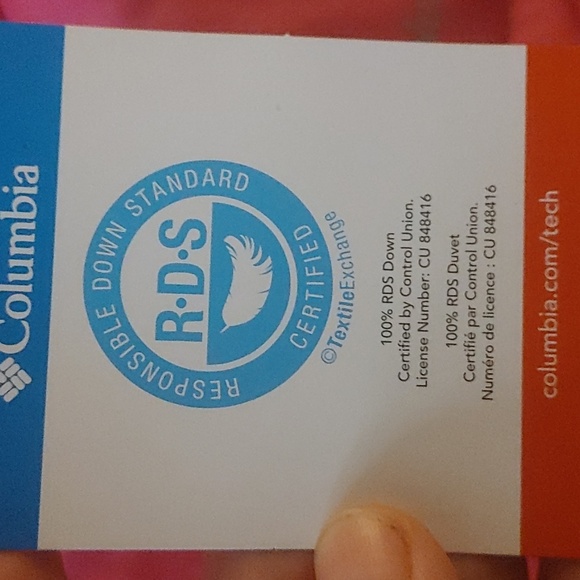 Columbia
RESPONSIBLE DOWN STANDARD
R·D·S
CERTIFIED
©TextileExchange
100% RDS Down
Certified by Control Union.
License Number: CU 848416
100% RDS Duvet
Certifié par Control Union.
Numéro de licence : CU 848416
columbia.com/tech